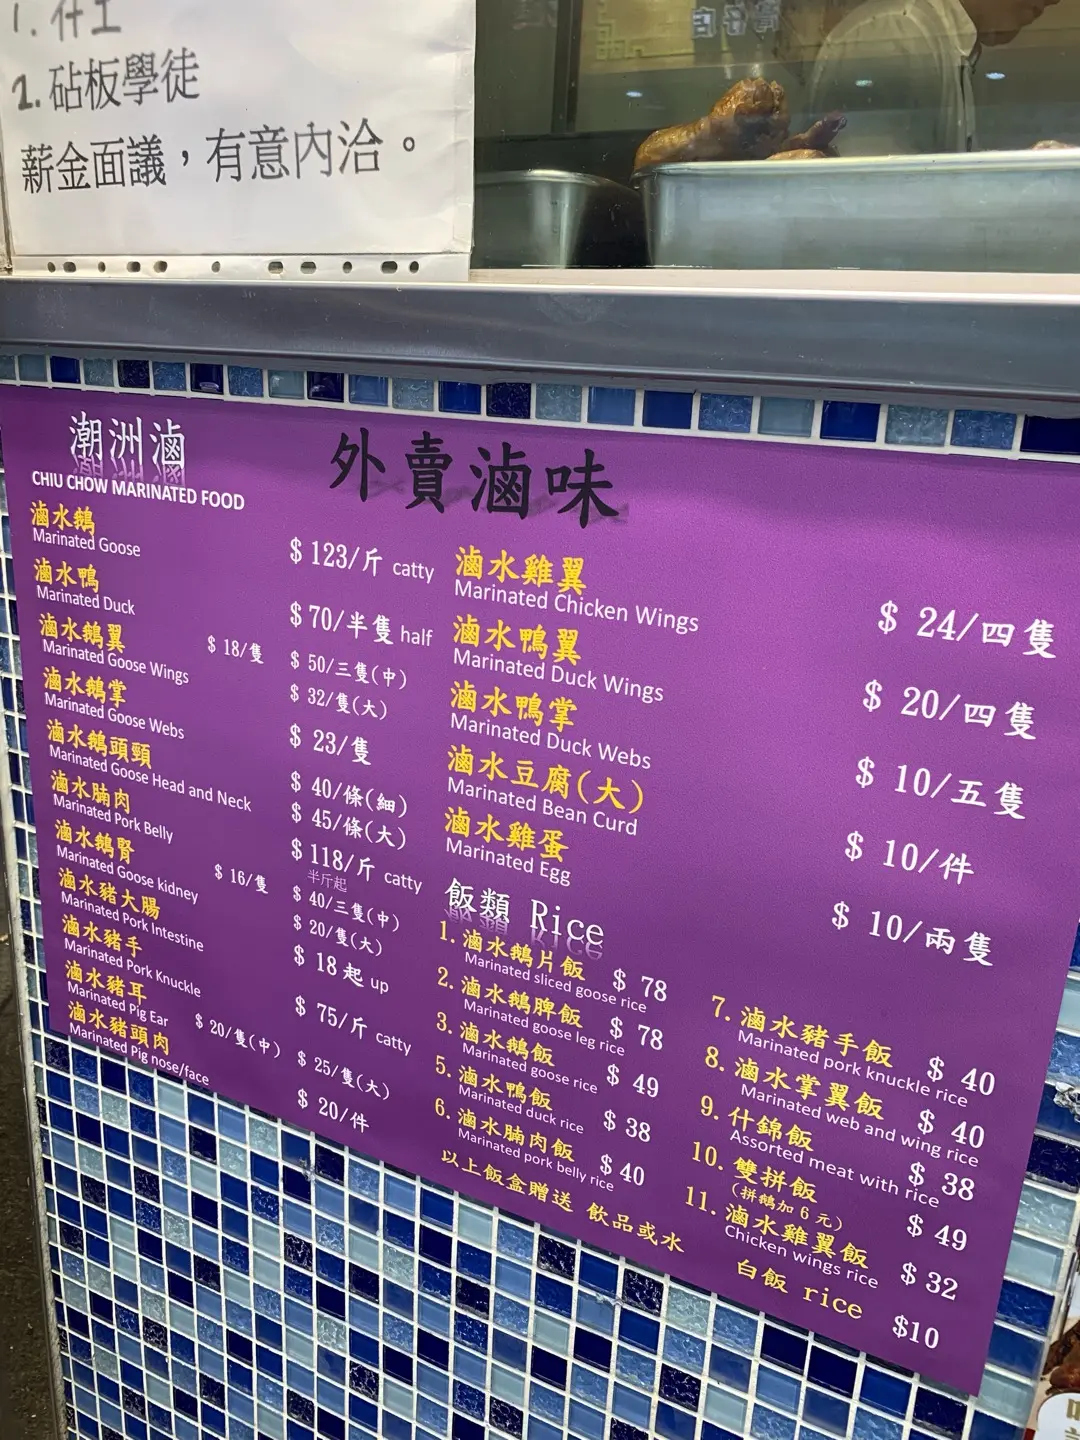 1. 什工
2. 砧板學徒
薪金面議，有意內洽。
潮洲滷
CHIU CHOW MARINATED FOOD
外賣滷味
滷水鵝
Marinated Goose
$ 123/斤 catty
滷水鴨
Marinated Duck
$ 70/半隻 half
滷水鵝翼
Marinated Goose Wings
$ 18/隻
$ 50/三隻(中)
$ 32/隻(大)
滷水鵝掌
Marinated Goose Webs
$ 23/隻
滷水鵝頭頸
Marinated Goose Head and Neck
$ 40/條(細)
$ 45/條(大)
滷水腩肉
Marinated Pork Belly
$ 118/斤 catty
半斤起
滷水鵝腎
Marinated Goose kidney
$ 16/隻
$ 40/三隻(中)
$ 20/隻(大)
滷水豬大腸
Marinated Pork Intestine
$ 18 起 up
滷水豬手
Marinated Pork Knuckle
$ 75/斤 catty
滷水豬耳
Marinated Pig Ear
$ 20/隻(中)
$ 25/隻(大)
滷水豬頭肉
Marinated Pig nose/face
$ 20/件
滷水雞翼
Marinated Chicken Wings
$ 24/四隻
滷水鴨翼
Marinated Duck Wings
$ 20/四隻
滷水鴨掌
Marinated Duck Webs
$ 10/五隻
滷水豆腐(大)
Marinated Bean Curd
$ 10/件
滷水雞蛋
Marinated Egg
$ 10/兩隻
飯類 Rice
1. 滷水鵝片飯 $ 78
Marinated sliced goose rice
2. 滷水鵝脾飯 $ 78
Marinated goose leg rice
3. 滷水鵝飯 $ 49
Marinated goose rice
5. 滷水鴨飯 $ 38
Marinated duck rice
6. 滷水腩肉飯 $ 40
Marinated pork belly rice
7. 滷水豬手飯 $ 40
Marinated pork knuckle rice
8. 滷水掌翼飯 $ 40
Marinated web and wing rice
9. 什錦飯 $ 38
Assorted meat with rice
10. 雙拼飯 $ 49
(拼鵝加6元)
11. 滷水雞翼飯 $ 32
Chicken wings rice
白飯 rice $10
以上飯盒贈送 飲品或水